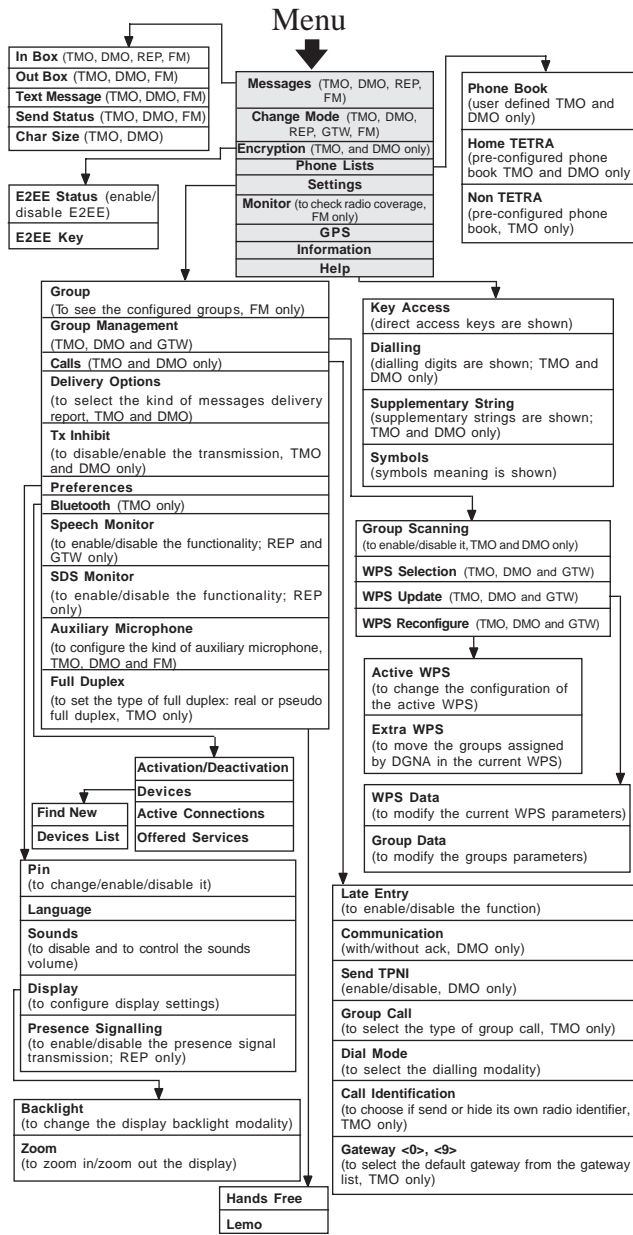 Menu
In Box (TMO, DMO, REP, FM)
Out Box (TMO, DMO, FM)
Text Message (TMO, DMO, FM)
Send Status (TMO, DMO, FM)
Char Size (TMO, DMO)
Messages (TMO, DMO, REP,
FM)
Change Mode (TMO, DMO,
REP, GTW, FM)
Encryption (TMO, and DMO only)
Phone Lists
Settings
Monitor (to check radio coverage,
FM only)
GPS
Information
Help
Phone Book
(user defined TMO and
DMO only)
Home TETRA
(pre-configured phone
book TMO and DMO only
Non TETRA
(pre-configured phone
book, TMO only)
E2EE Status (enable/
disable E2EE)
E2EE Key
Group
(To see the configured groups, FM only)
Group Management
(TMO, DMO and GTW)
Calls (TMO and DMO only)
Delivery Options
(to select the kind of messages delivery
report, TMO and DMO)
Tx Inhibit
(to disable/enable the transmission, TMO
and DMO only)
Preferences
Bluetooth (TMO only)
Speech Monitor
(to enable/disable the functionality; REP and
GTW only)
SDS Monitor
(to enable/disable the functionality; REP
only)
Auxiliary Microphone
(to configure the kind of auxiliary microphone,
TMO, DMO and FM)
Full Duplex
(to set the type of full duplex: real or pseudo
full duplex, TMO only)
Key Access
(direct access keys are shown)
Dialling
(dialling digits are shown; TMO and
DMO only)
Supplementary String
(supplementary strings are shown;
TMO and DMO only)
Symbols
(symbols meaning is shown)
Group Scanning
(to enable/disable it, TMO and DMO only)
WPS Selection (TMO, DMO and GTW)
WPS Update (TMO, DMO and GTW)
WPS Reconfigure (TMO, DMO and GTW)
Active WPS
(to change the configuration of
the active WPS)
Extra WPS
(to move the groups assigned
by DGNA in the current WPS)
WPS Data
(to modify the current WPS parameters)
Group Data
(to modify the groups parameters)
Activation/Deactivation
Devices
Active Connections
Offered Services
Find New
Devices List
Pin
(to change/enable/disable it)
Language
Sounds
(to disable and to control the sounds
volume)
Display
(to configure display settings)
Presence Signalling
(to enable/disable the presence signal
transmission; REP only)
Late Entry
(to enable/disable the function)
Communication
(with/without ack, DMO only)
Send TPNI
(enable/disable, DMO only)
Group Call
(to select the type of group call, TMO only)
Dial Mode
(to select the dialling modality)
Call Identification
(to choose if send or hide its own radio identifier,
TMO only)
Gateway <0>, <9>
(to select the default gateway from the gateway
list, TMO only)
Backlight
(to change the display backlight modality)
Zoom
(to zoom in/zoom out the display)
Hands Free
Lemo